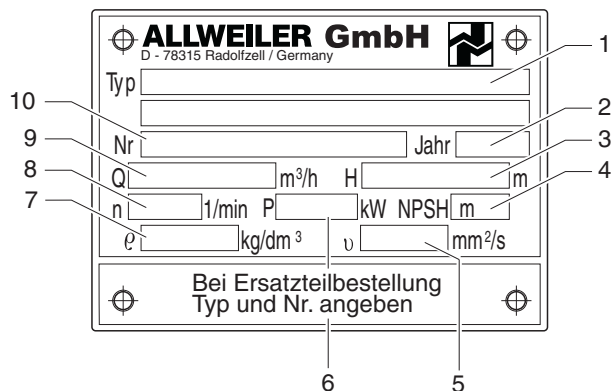 ALLWEILER GmbH
D - 78315 Radolfzell / Germany
Typ
1
10
Nr
Jahr
2
9
Q
m³/h
H
m
3
8
n
1/min
P
kW
NPSH
m
4
7
ϱ
kg/dm³
υ
mm²/s
Bei Ersatzteilbestellung
Typ und Nr. angeben
6
5